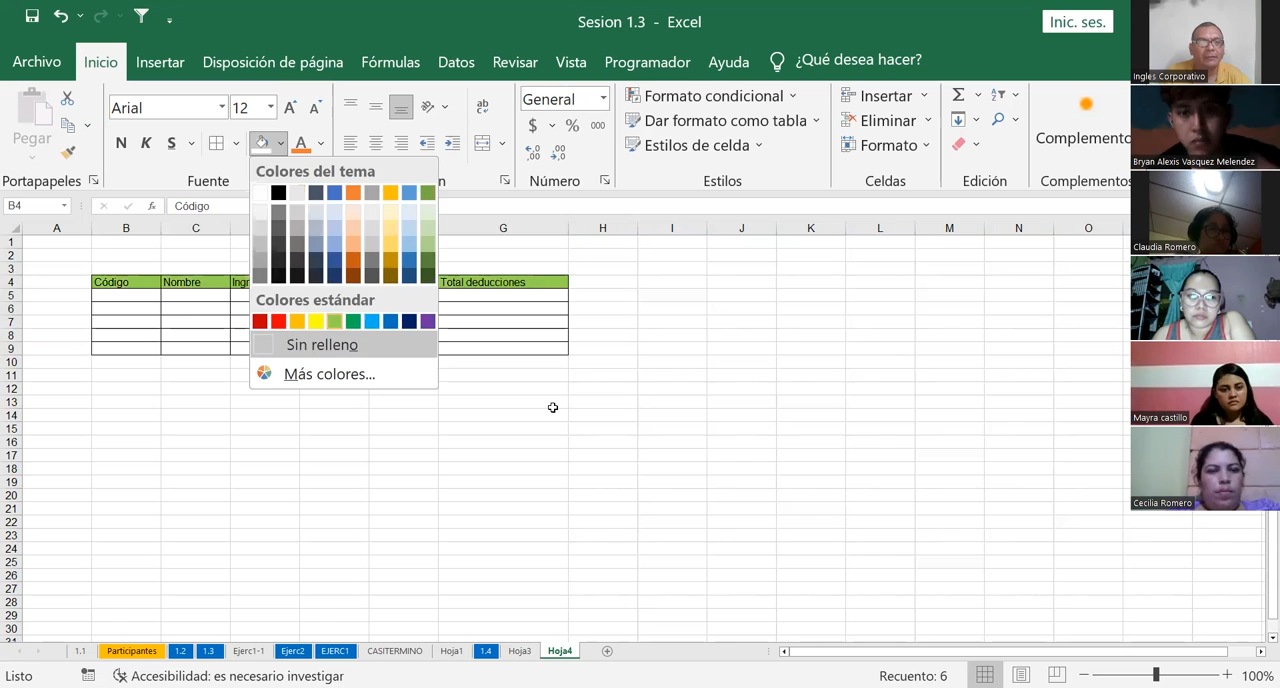 Sesion 1.3 - Excel
Inic. ses.
Archivo Inicio Insertar Disposición de página Fórmulas Datos Revisar Vista Programador Ayuda ¿Qué desea hacer?
Pegar
Portapapeles
Arial 12
N K S
Fuente
General
$ % 000
Número
Formato condicional
Dar formato como tabla
Estilos de celda
Estilos
Insertar
Eliminar
Formato
Celdas
Edición
Complemento
Complementos
B4 fx Código
Colores del tema
Colores estándar
Sin relleno
Más colores...
A B C G H I J K L M N O
1
2
3
4 Código Nombre Ingr Total deducciones
5
6
7
8
9
10
11
12
13
14
15
16
17
18
19
20
21
22
23
24
25
26
27
28
29
30
31
1.1 Participantes 1.2 1.3 Ejerc1-1 Ejerc2 EJERC1 CASITERMINO Hoja1 1.4 Hoja3 Hoja4
Listo Accesibilidad: es necesario investigar Recuento: 6 100%
Ingles Corporativo
Bryan Alexis Vasquez Melendez
Claudia Romero
Mayra castillo
Cecilia Romero